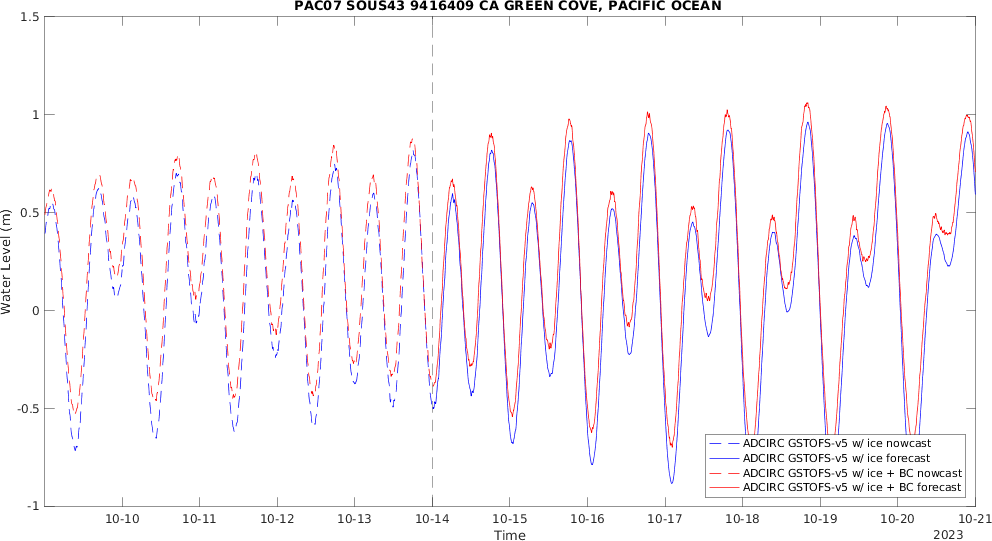 PAC07 SOUS43 9416409 CA GREEN COVE, PACIFIC OCEAN
1.5
1
0.5
0
-0.5
-1
Water Level (m)
ADCIRC GSTOFS-v5 w/ ice nowcast
ADCIRC GSTOFS-v5 w/ ice forecast
ADCIRC GSTOFS-v5 w/ ice + BC nowcast
ADCIRC GSTOFS-v5 w/ ice + BC forecast
10-10 10-11 10-12 10-13 10-14 10-15 10-16 10-17 10-18 10-19 10-20 10-21
Time
2023